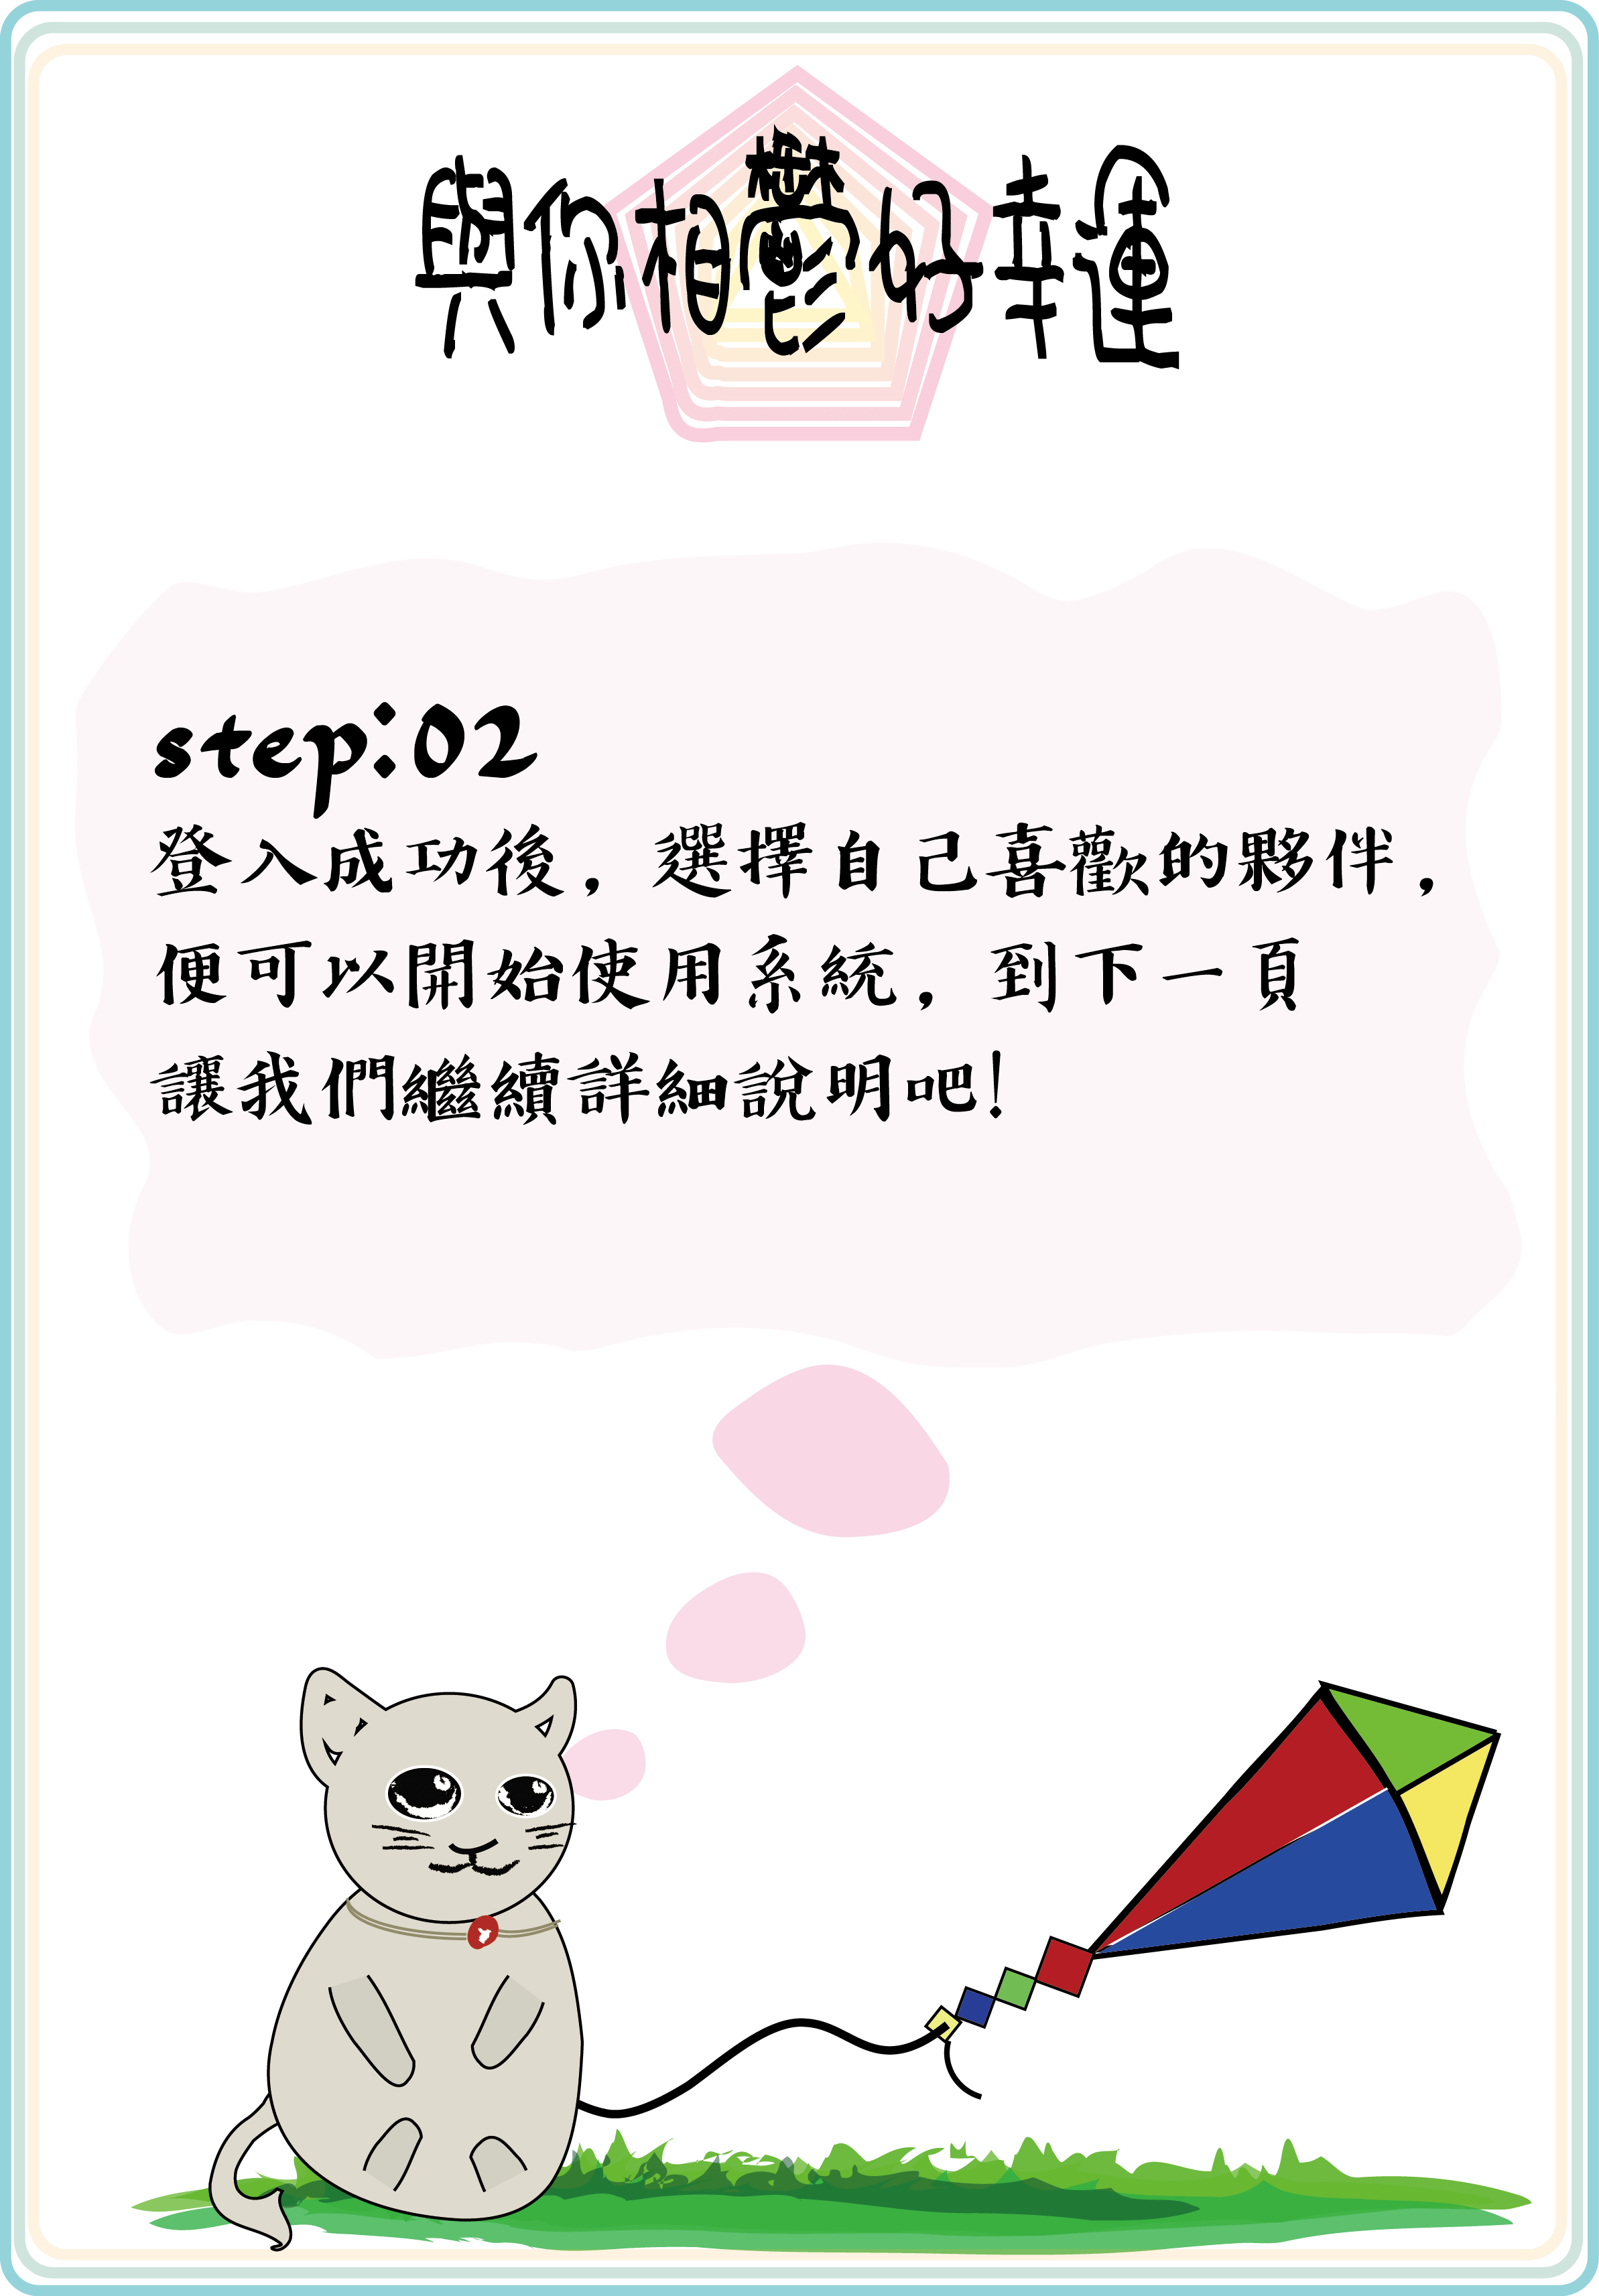 與你相鬱好幸運
step:02
登入成功後，選擇自己喜歡的夥伴，
便可以開始使用系統，到下一頁
讓我們繼續詳細說明吧！